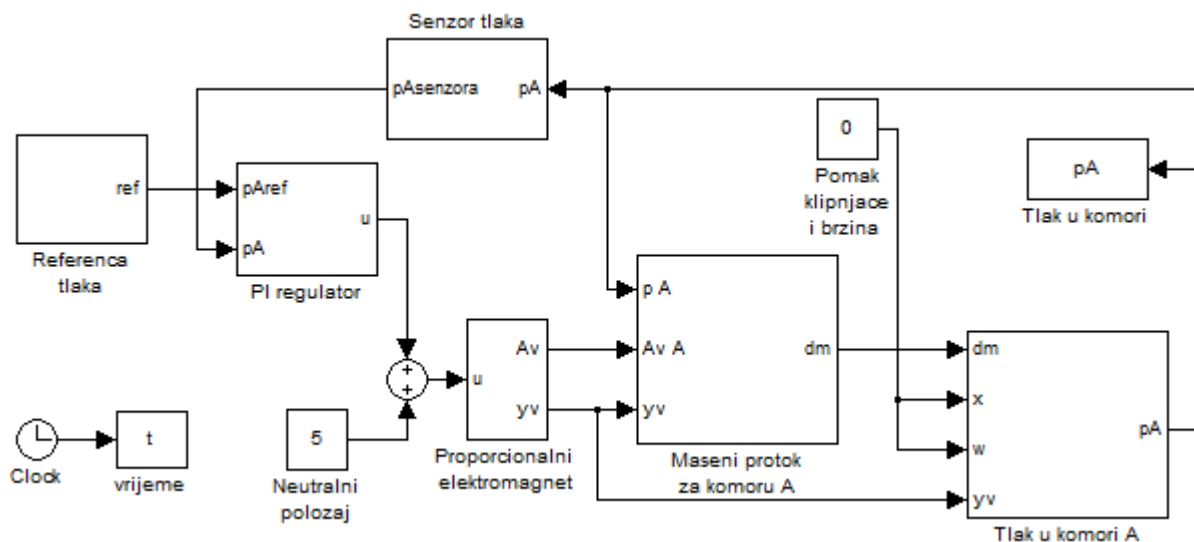 Senzor tlaka
pAsenzora
pA
ref
Referenca
tlaka
pAref
pA
u
PI regulator
0
Pomak
klipnjace
i brzina
pA
Tlak u komori
+
+
5
Neutralni
polozaj
u
Av
yv
Proporcionalni
elektromagnet
p A
Av A
yv
dm
Maseni protok
za komoru A
dm
x
w
yv
pA
Tlak u komori A
Clock
t
vrijeme